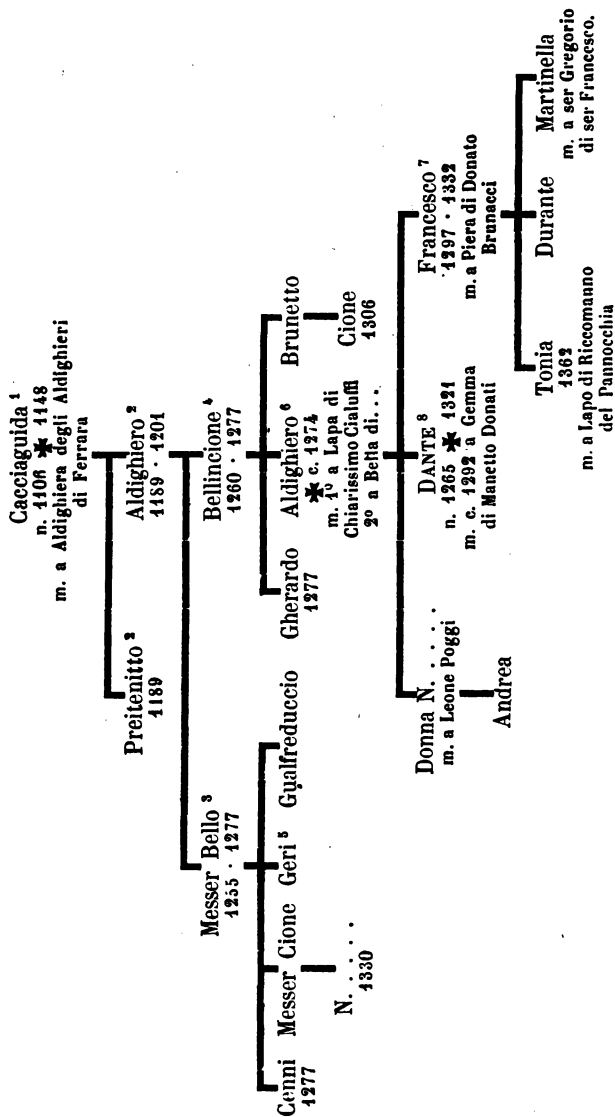 Cacciaguida ¹
n. 1106 ✱ 1148
m. a Aldighiera degli Aldighieri
di Ferrara
Preitenitto ²
1189
Aldighiero ²
1189 · 1201
Messer Bello ³
1255 · 1277
Bellincione ⁴
1260 · 1277
Cenni
1277
Messer Cione
Geri ⁵
Gualfreduccio
N. . . . .
1330
Gherardo
1277
Aldighiero ⁶
✱ c. 1274
m. 1º a Lapa di
Chiarissimo Cialuffi
2º a Betta di...
Brunetto
Cione
1306
Donna N. . . . .
m. a Leone Poggi
Andrea
DANTE ⁸
n. 1265 ✱ 1321
m. c. 1292 a Gemma
di Manetto Donati
Francesco ⁷
1297 · 1332
m. a Piera di Donato
Brunacci
Tonia
1362
m. a Lapo di Riccomanno
del Pannocchia
Durante
Martinella
m. a ser Gregorio
di ser Francesco.